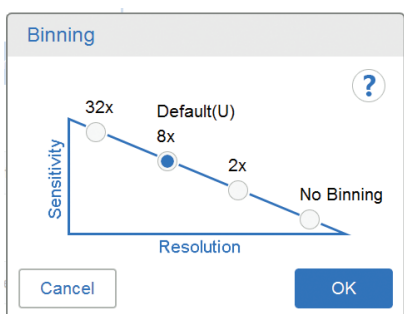 Binning
?
32x
Default(U)
8x
2x
No Binning
Sensitivity
Resolution
Cancel
OK